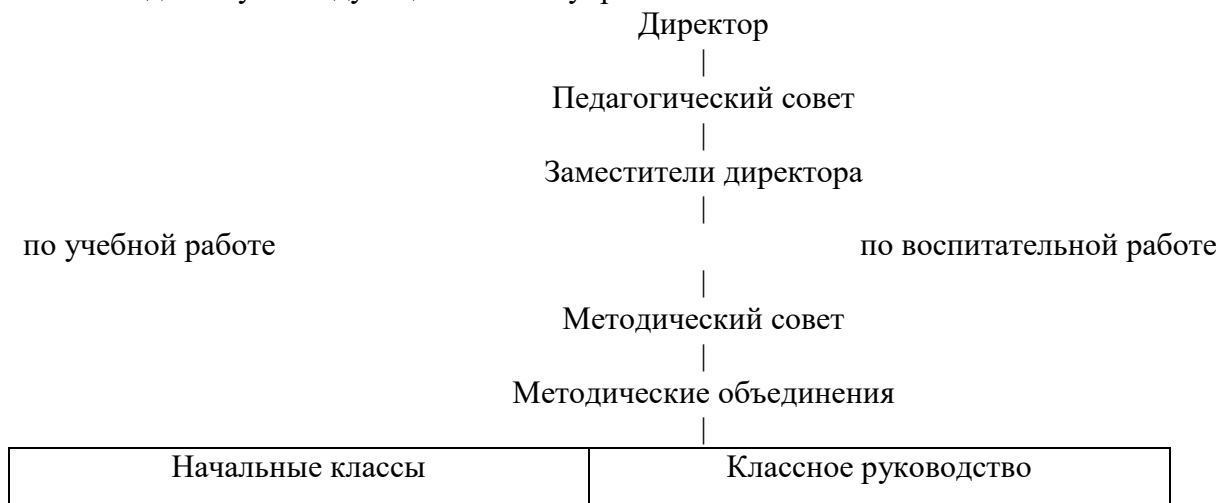 Директор
|
Педагогический совет
|
Заместители директора
|
по учебной работе по воспитательной работе
|
Методический совет
|
Методические объединения
|
Начальные классы Классное руководство